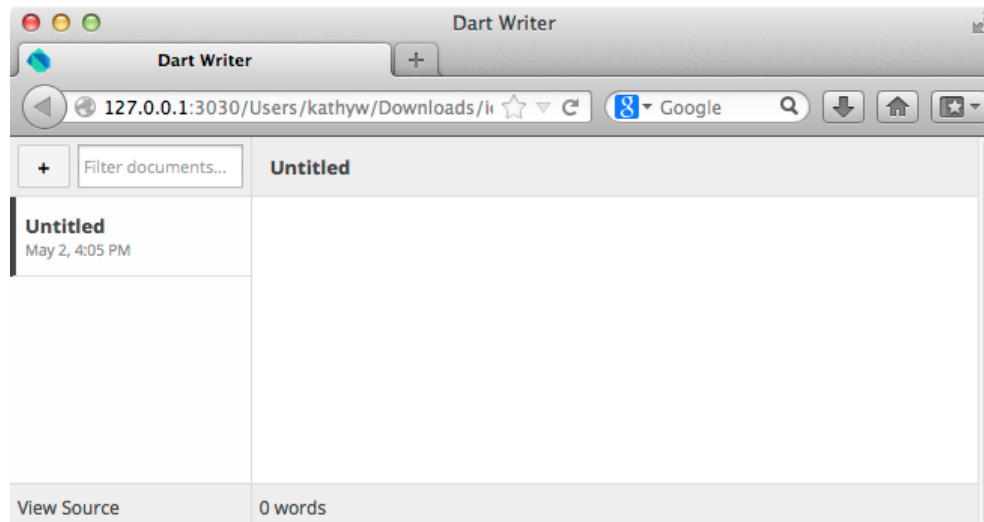 Dart Writer
Dart Writer
127.0.0.1:3030/Users/kathyw/Downloads/i
Google
+
Filter documents...
Untitled
Untitled
May 2, 4:05 PM
View Source
0 words